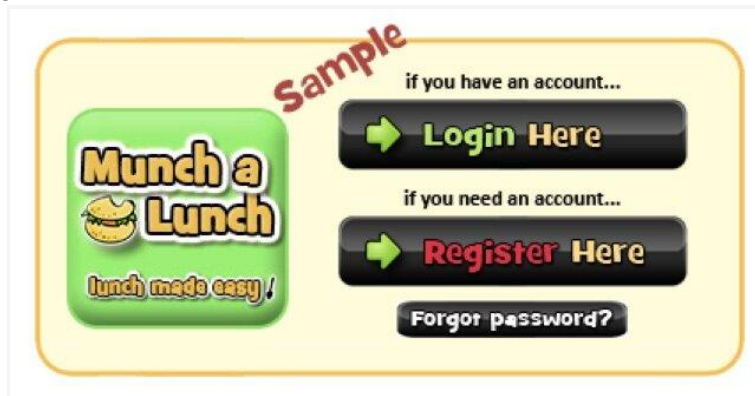 Sample
if you have an account...
Login Here
Munch a
Lunch
lunch made easy!
if you need an account...
Register Here
Forgot password?